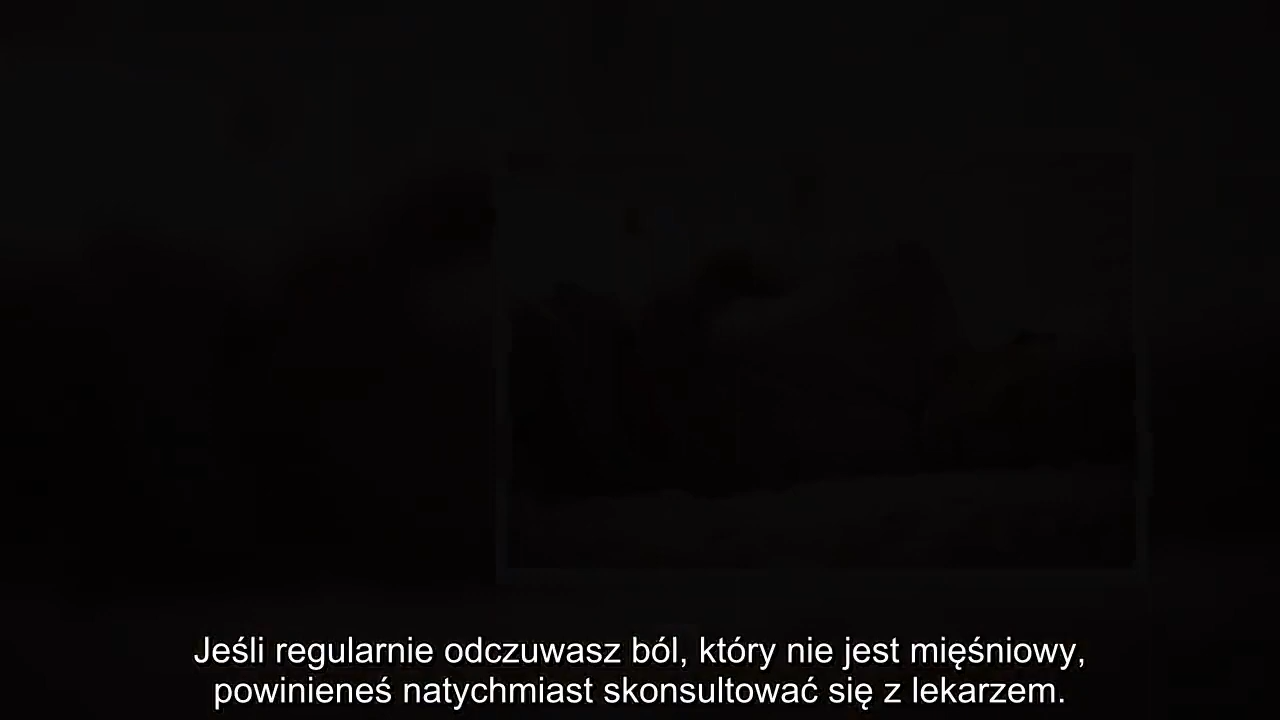 Jeśli regularnie odczuwasz ból, który nie jest mięśniowy,
powinieneś natychmiast skonsultować się z lekarzem.